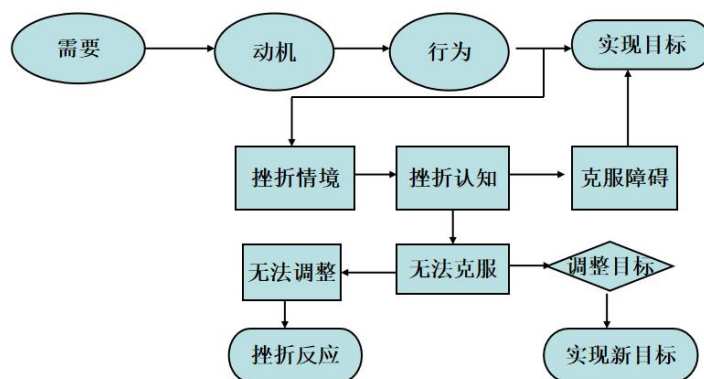 需要
动机
行为
实现目标
挫折情境
挫折认知
克服障碍
无法调整
无法克服
调整目标
挫折反应
实现新目标